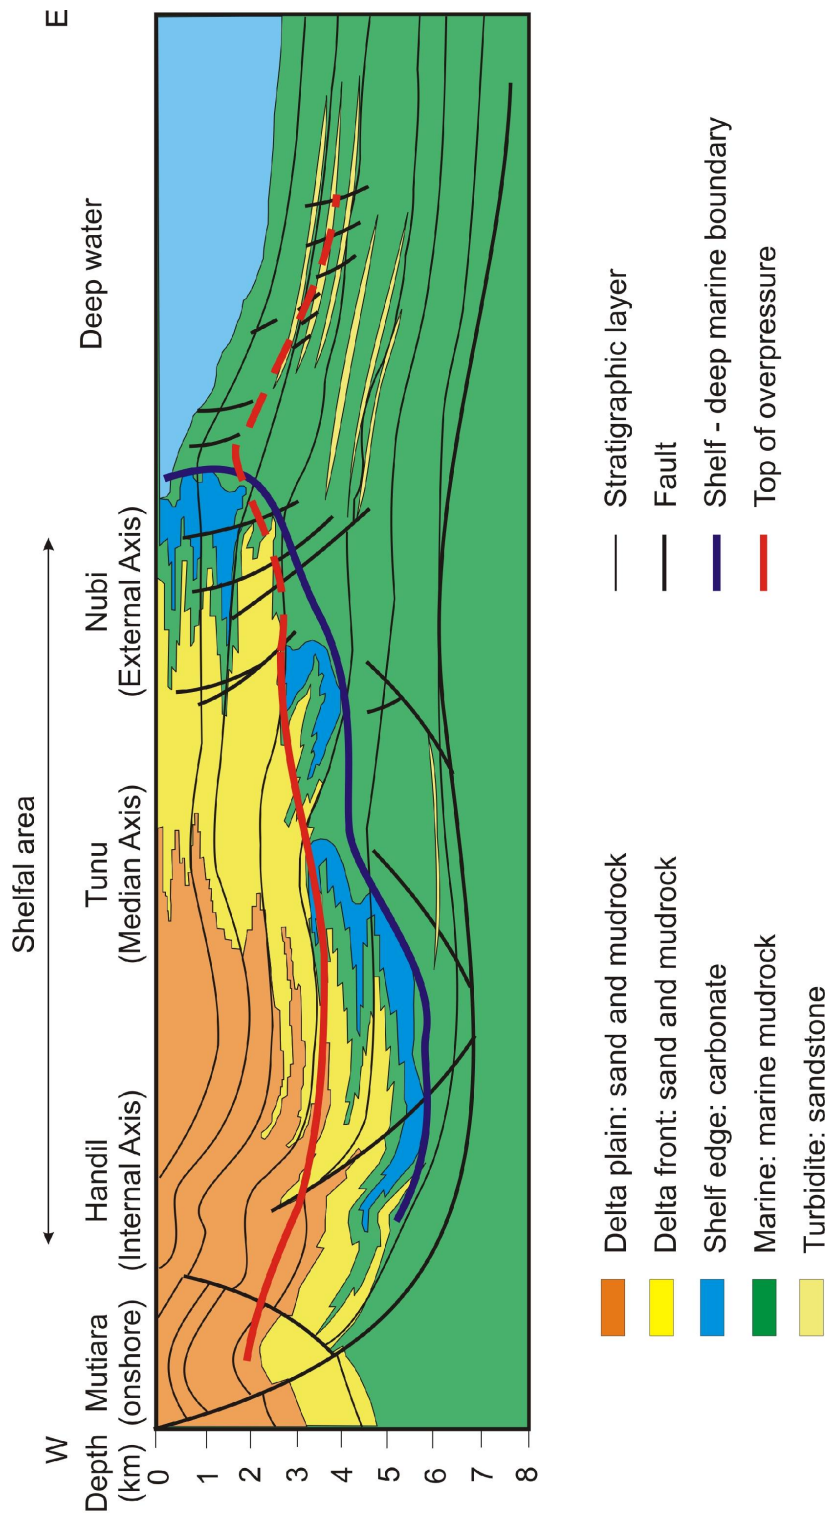 W
E
Shelfal area
Depth
(km)
Mutiara
(onshore)
Handil
(Internal Axis)
Tunu
(Median Axis)
Nubi
(External Axis)
Deep water
0
1
2
3
4
5
6
7
8
Delta plain: sand and mudrock
Delta front: sand and mudrock
Shelf edge: carbonate
Marine: marine mudrock
Turbidite: sandstone
Stratigraphic layer
Fault
Shelf - deep marine boundary
Top of overpressure